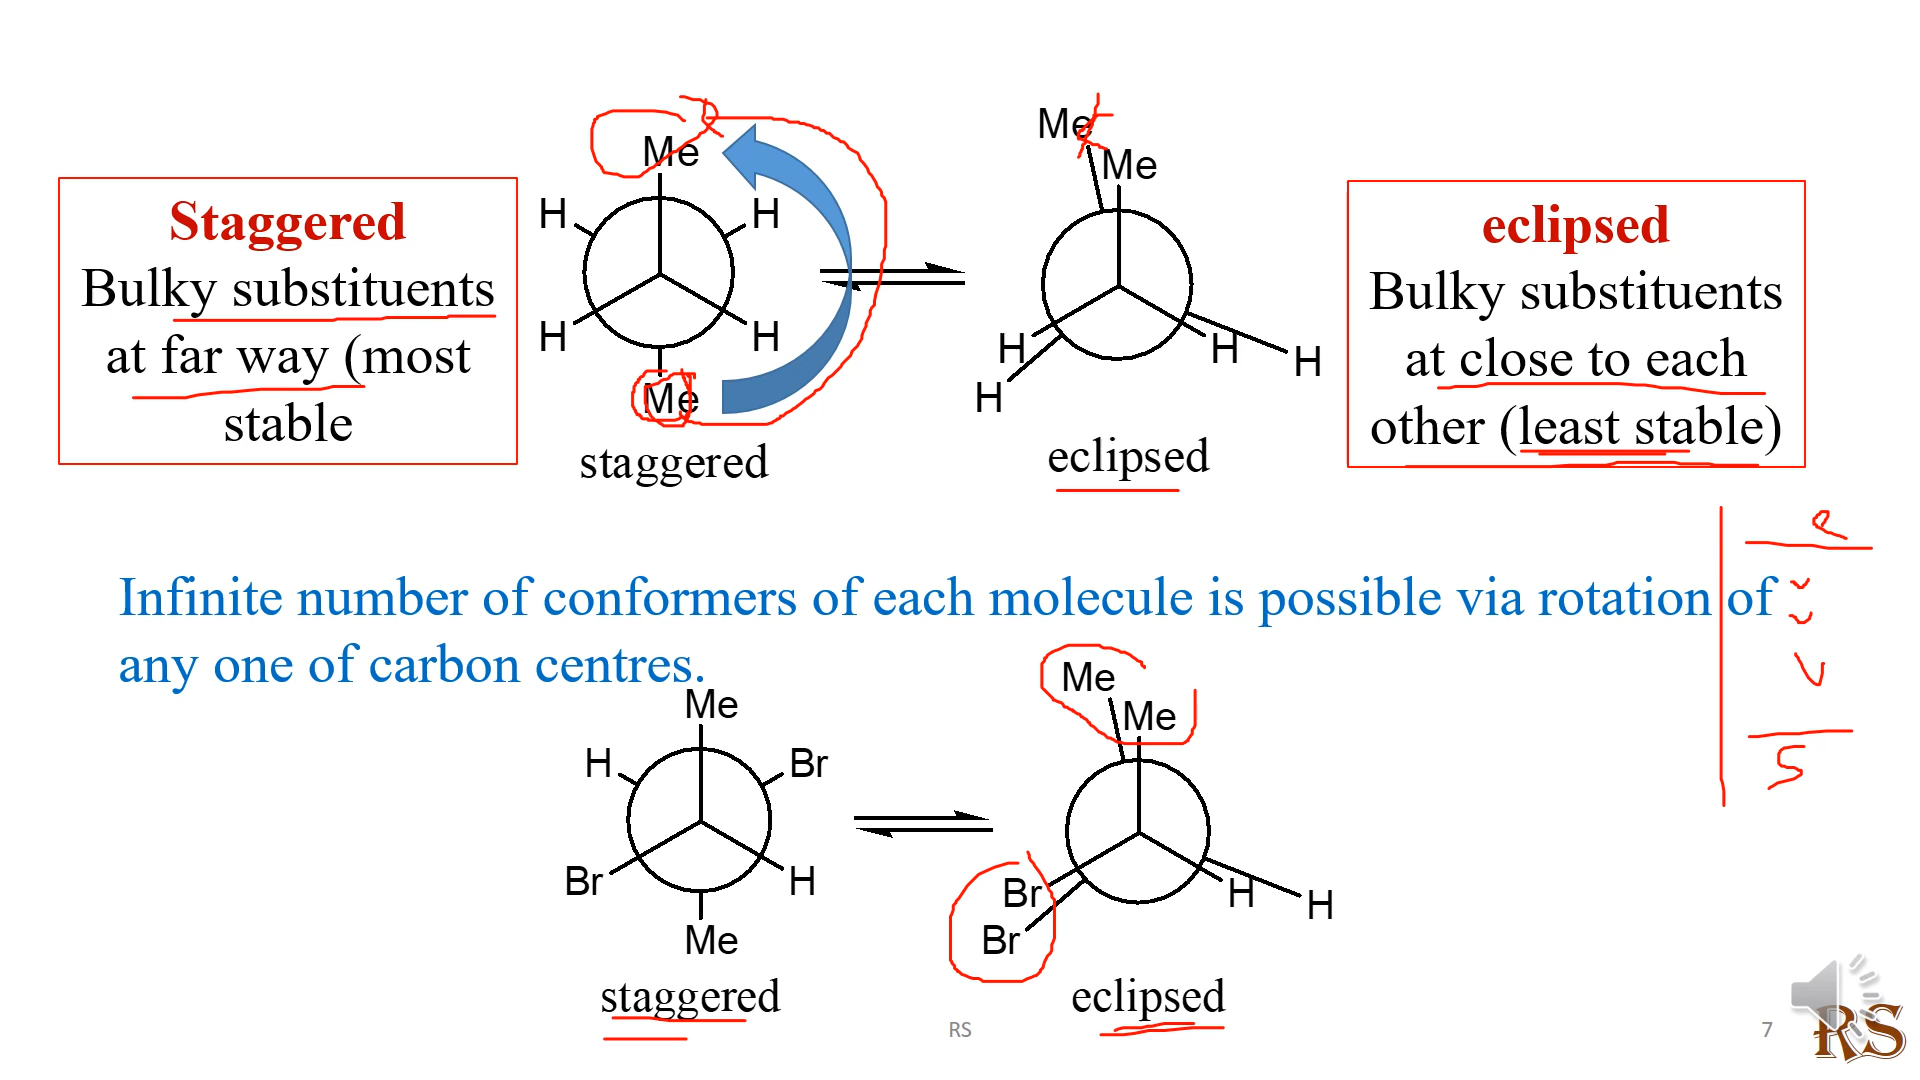 Staggered
Bulky substituents
at far way (most
stable
Me
H
H
H
H
Me
staggered
Me
Me
H
H
H
H
eclipsed
eclipsed
Bulky substituents
at close to each
other (least stable)
e
Infinite number of conformers of each molecule is possible via rotation of
any one of carbon centres.
S
Me
H
Br
Br
H
Me
staggered
Me
Me
Br
H
H
Br
eclipsed
RS
7
RS